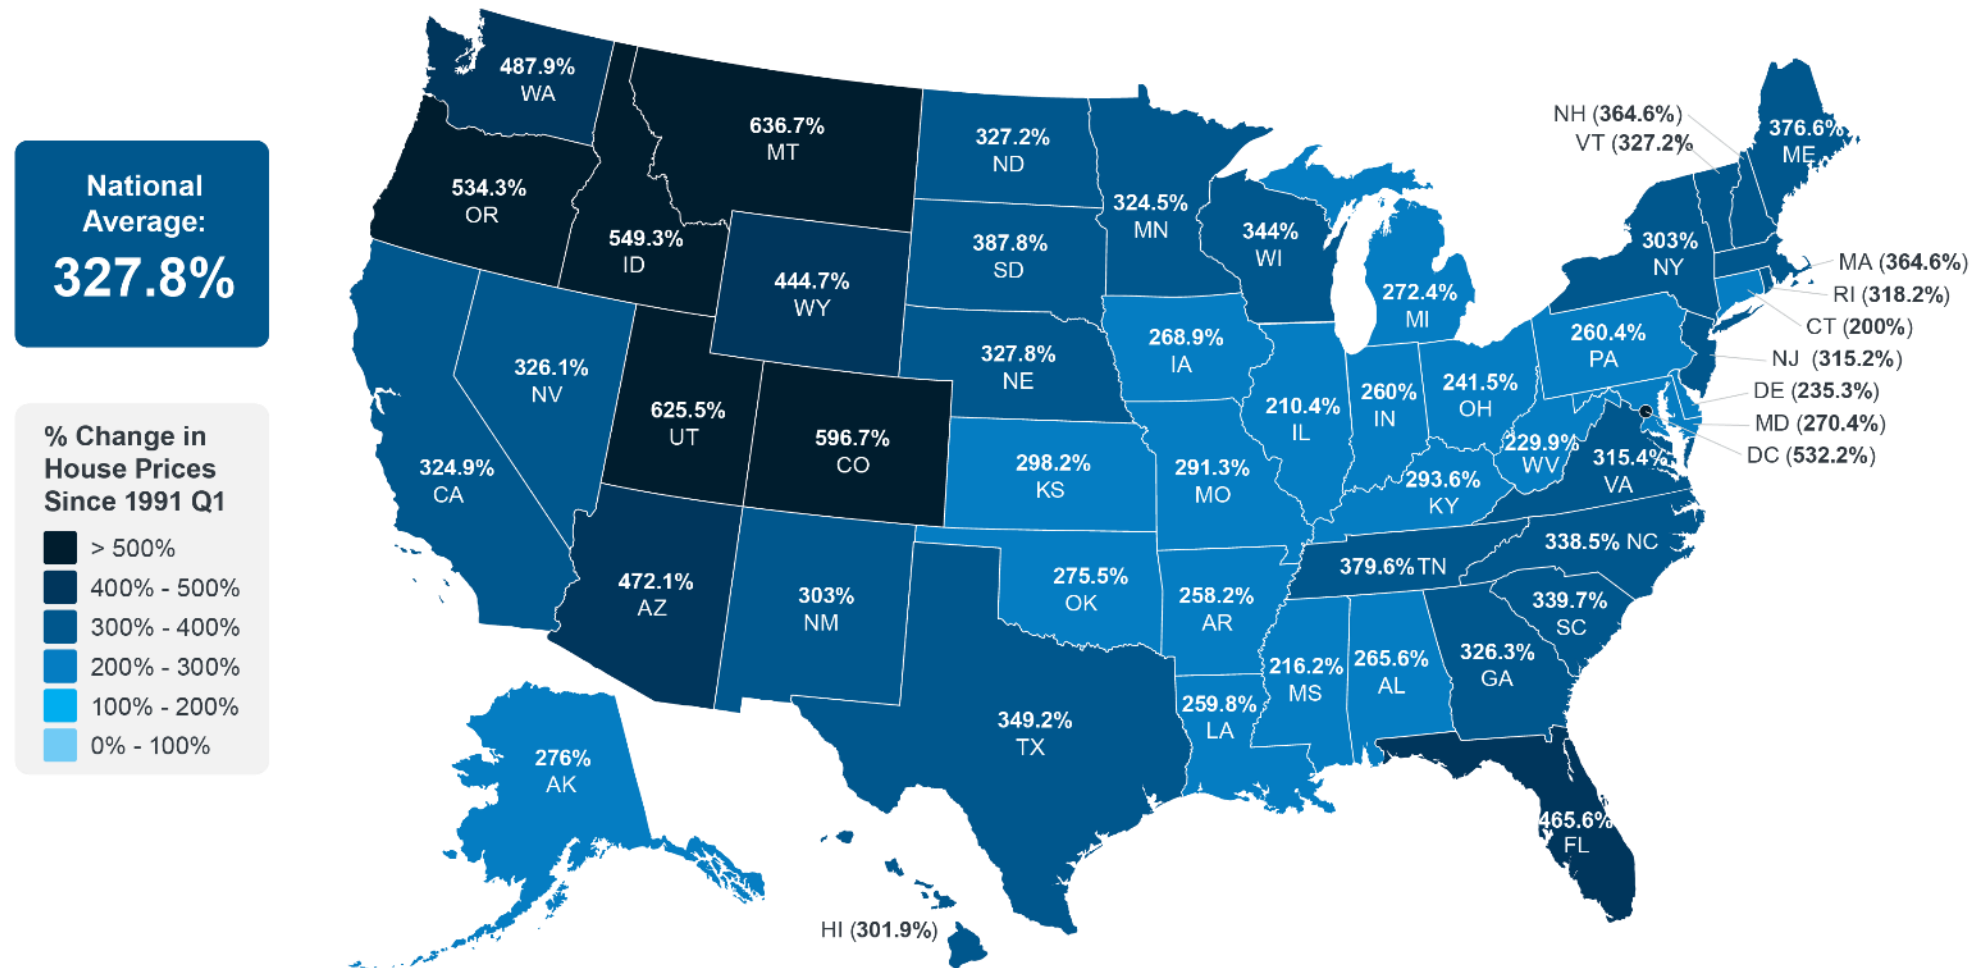 National
Average:
327.8%
% Change in
House Prices
Since 1991 Q1
> 500%
400% - 500%
300% - 400%
200% - 300%
100% - 200%
0% - 100%
487.9%
WA
534.3%
OR
549.3%
ID
636.7%
MT
444.7%
WY
326.1%
NV
324.9%
CA
625.5%
UT
596.7%
CO
472.1%
AZ
303%
NM
327.2%
ND
387.8%
SD
327.8%
NE
298.2%
KS
275.5%
OK
349.2%
TX
324.5%
MN
268.9%
IA
291.3%
MO
258.2%
AR
259.8%
LA
344%
WI
210.4%
IL
272.4%
MI
260%
IN
241.5%
OH
293.6%
KY
379.6% TN
216.2%
MS
265.6%
AL
326.3%
GA
465.6%
FL
339.7%
SC
338.5% NC
315.4%
VA
229.9%
WV
260.4%
PA
303%
NY
376.6%
ME
NH (364.6%)
VT (327.2%
MA (364.6%)
RI (318.2%)
CT (200%)
NJ (315.2%)
DE (235.3%)
MD (270.4%)
DC (532.2%)
276%
AK
HI (301.9%)